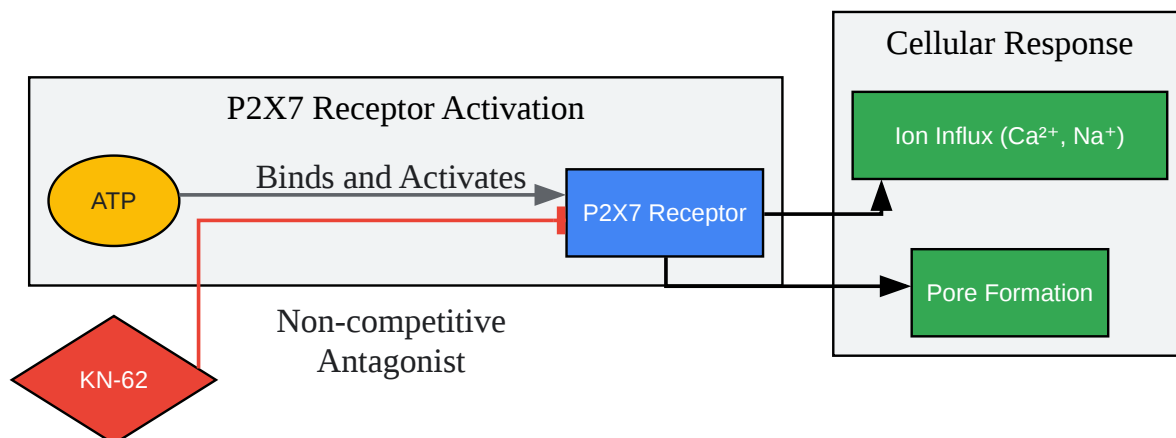 Cellular Response
P2X7 Receptor Activation
Ion Influx (Ca²⁺, Na⁺)
Binds and Activates
ATP
P2X7 Receptor
Pore Formation
Non-competitive
Antagonist
KN-62